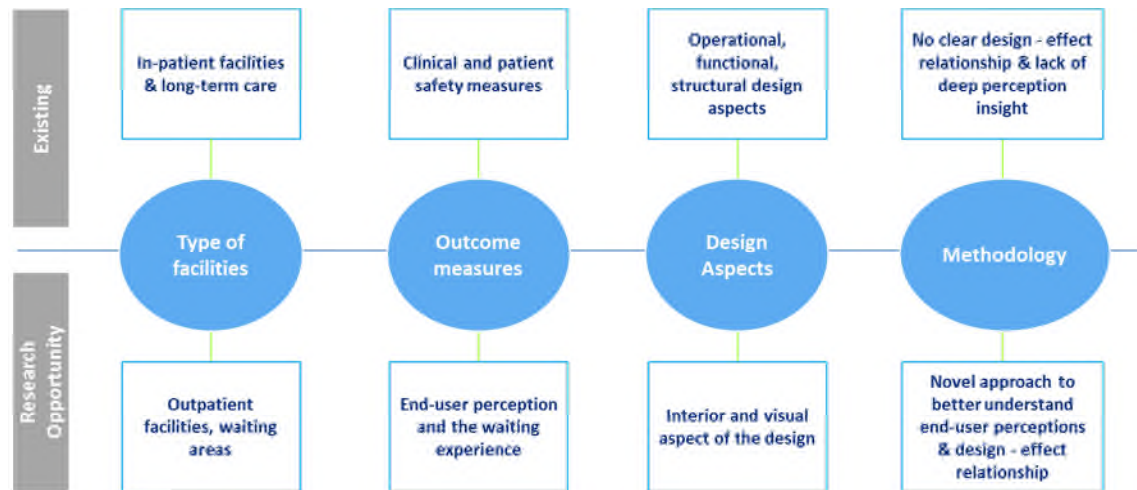 Existing
In-patient facilities
& long-term care
Clinical and patient
safety measures
Operational,
functional,
structural design
aspects
No clear design - effect
relationship & lack of
deep perception
insight
Type of
facilities
Outcome
measures
Design
Aspects
Methodology
Research
Opportunity
Outpatient
facilities, waiting
areas
End-user perception
and the waiting
experience
Interior and visual
aspect of the design
Novel approach to
better understand
end-user perceptions
& design - effect
relationship